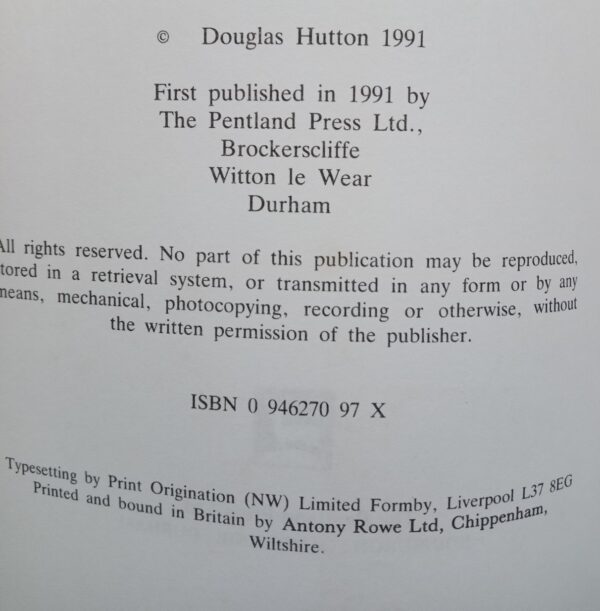 © Douglas Hutton 1991
First published in 1991 by
The Pentland Press Ltd.,
Brockerscliffe
Witton le Wear
Durham
All rights reserved. No part of this publication may be reproduced,
stored in a retrieval system, or transmitted in any form or by any
means, mechanical, photocopying, recording or otherwise, without
the written permission of the publisher.
ISBN 0 946270 97 X
Typesetting by Print Origination (NW) Limited Formby, Liverpool L37 8EG
Printed and bound in Britain by Antony Rowe Ltd, Chippenham,
Wiltshire.